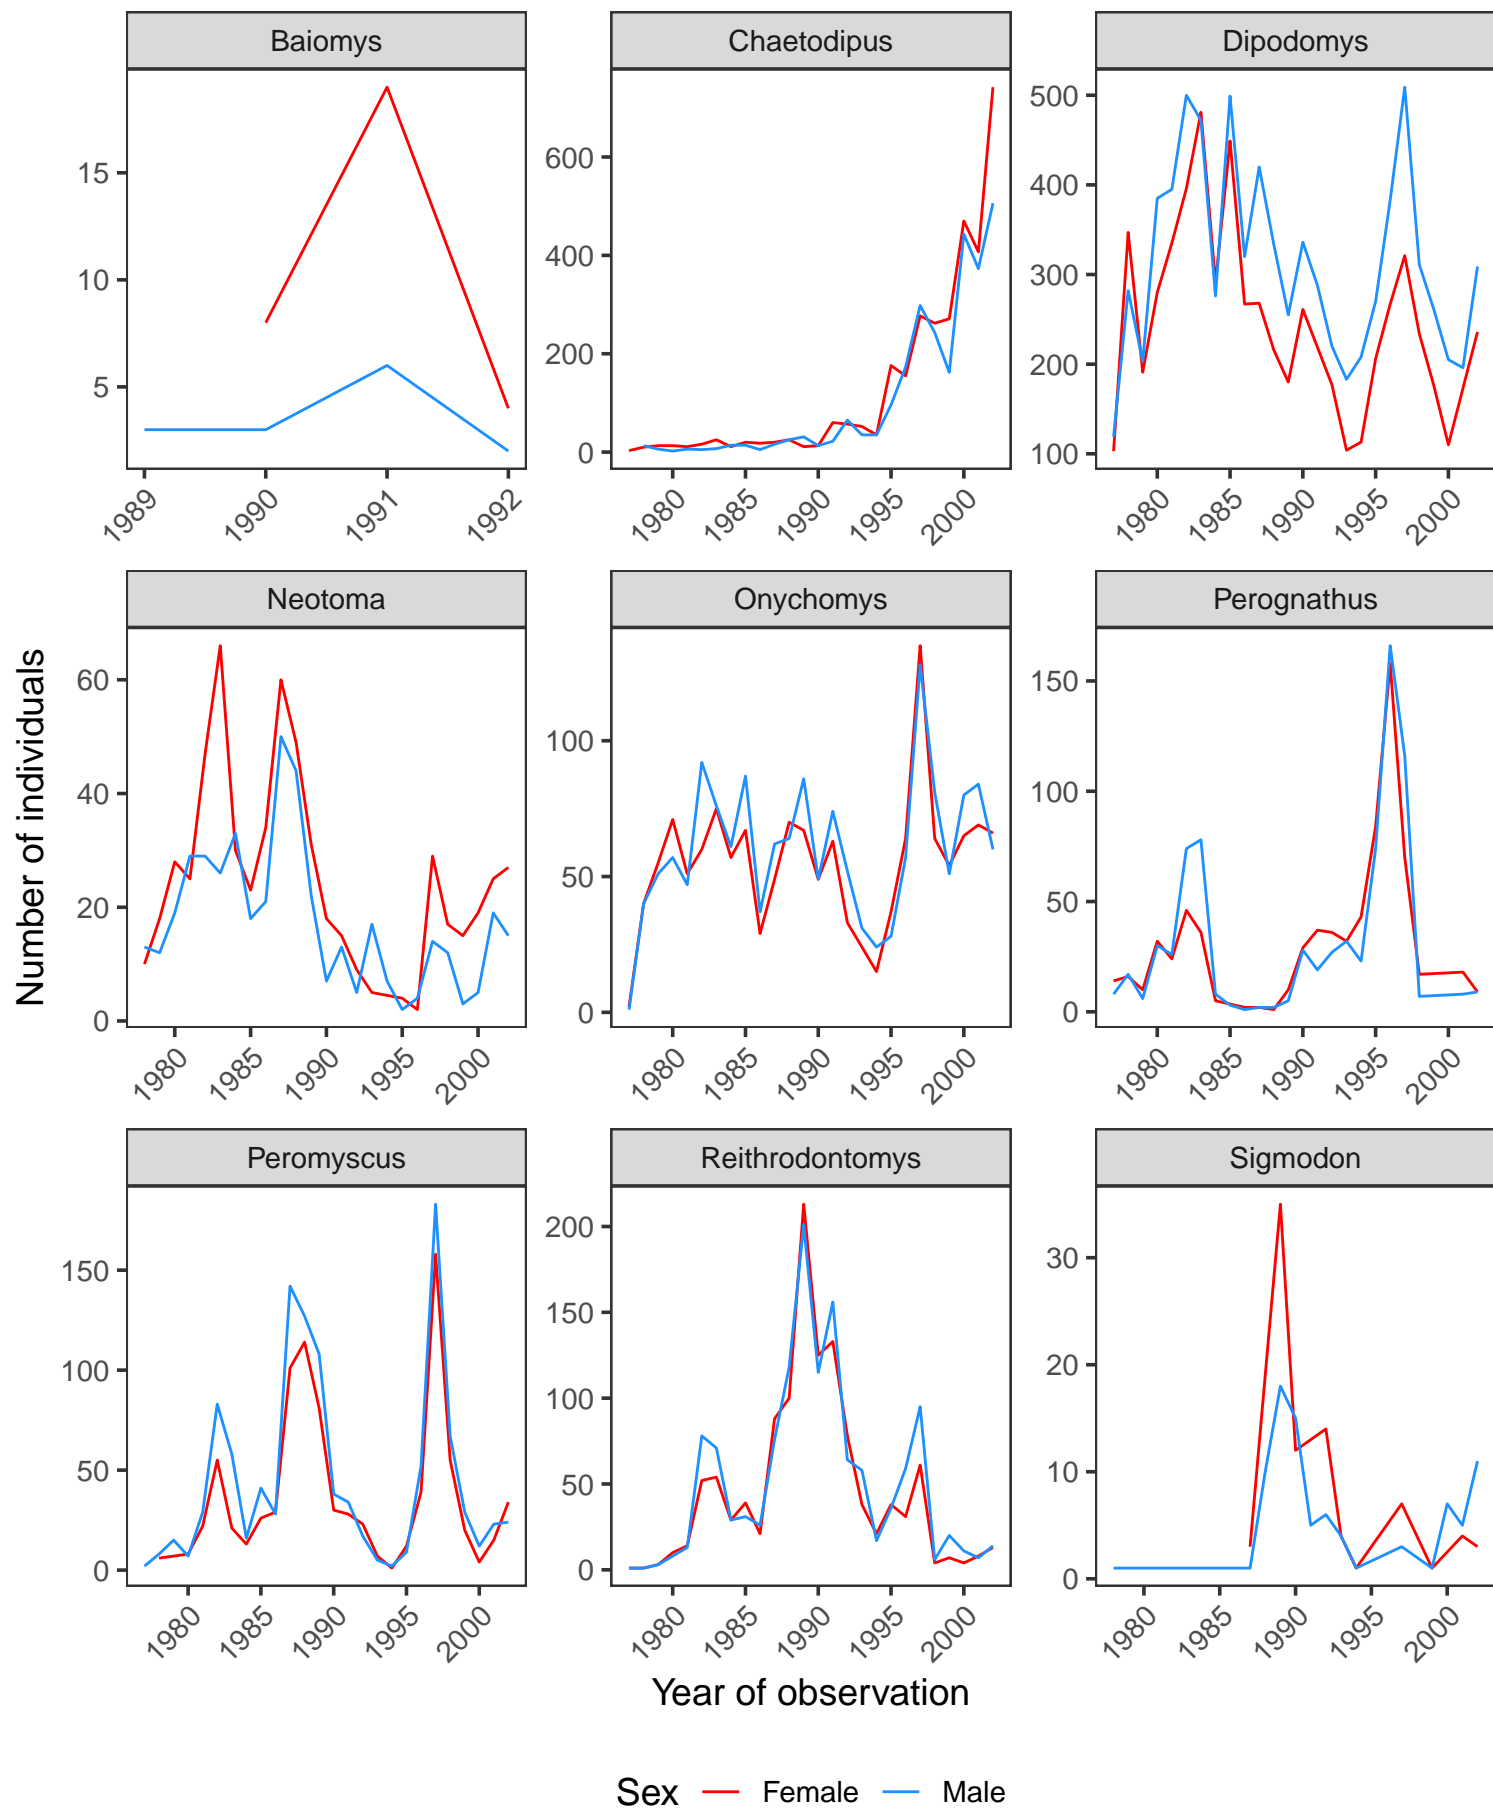 Baiomys Chaetodipus Dipodomys
15
10
5
600
400
200
0
500
400
300
200
100
1989 1990 1991 1992
1980 1985 1990 1995 2000
1980 1985 1990 1995 2000
Neotoma Onychomys Perognathus
60
40
20
0
100
50
0
150
100
50
0
1980 1985 1990 1995 2000
1980 1985 1990 1995 2000
1980 1985 1990 1995 2000
Number of individuals
Peromyscus Reithrodontomys Sigmodon
150
100
50
0
200
150
100
50
0
30
20
10
0
1980 1985 1990 1995 2000
1980 1985 1990 1995 2000
1980 1985 1990 1995 2000
Year of observation
Sex Female Male